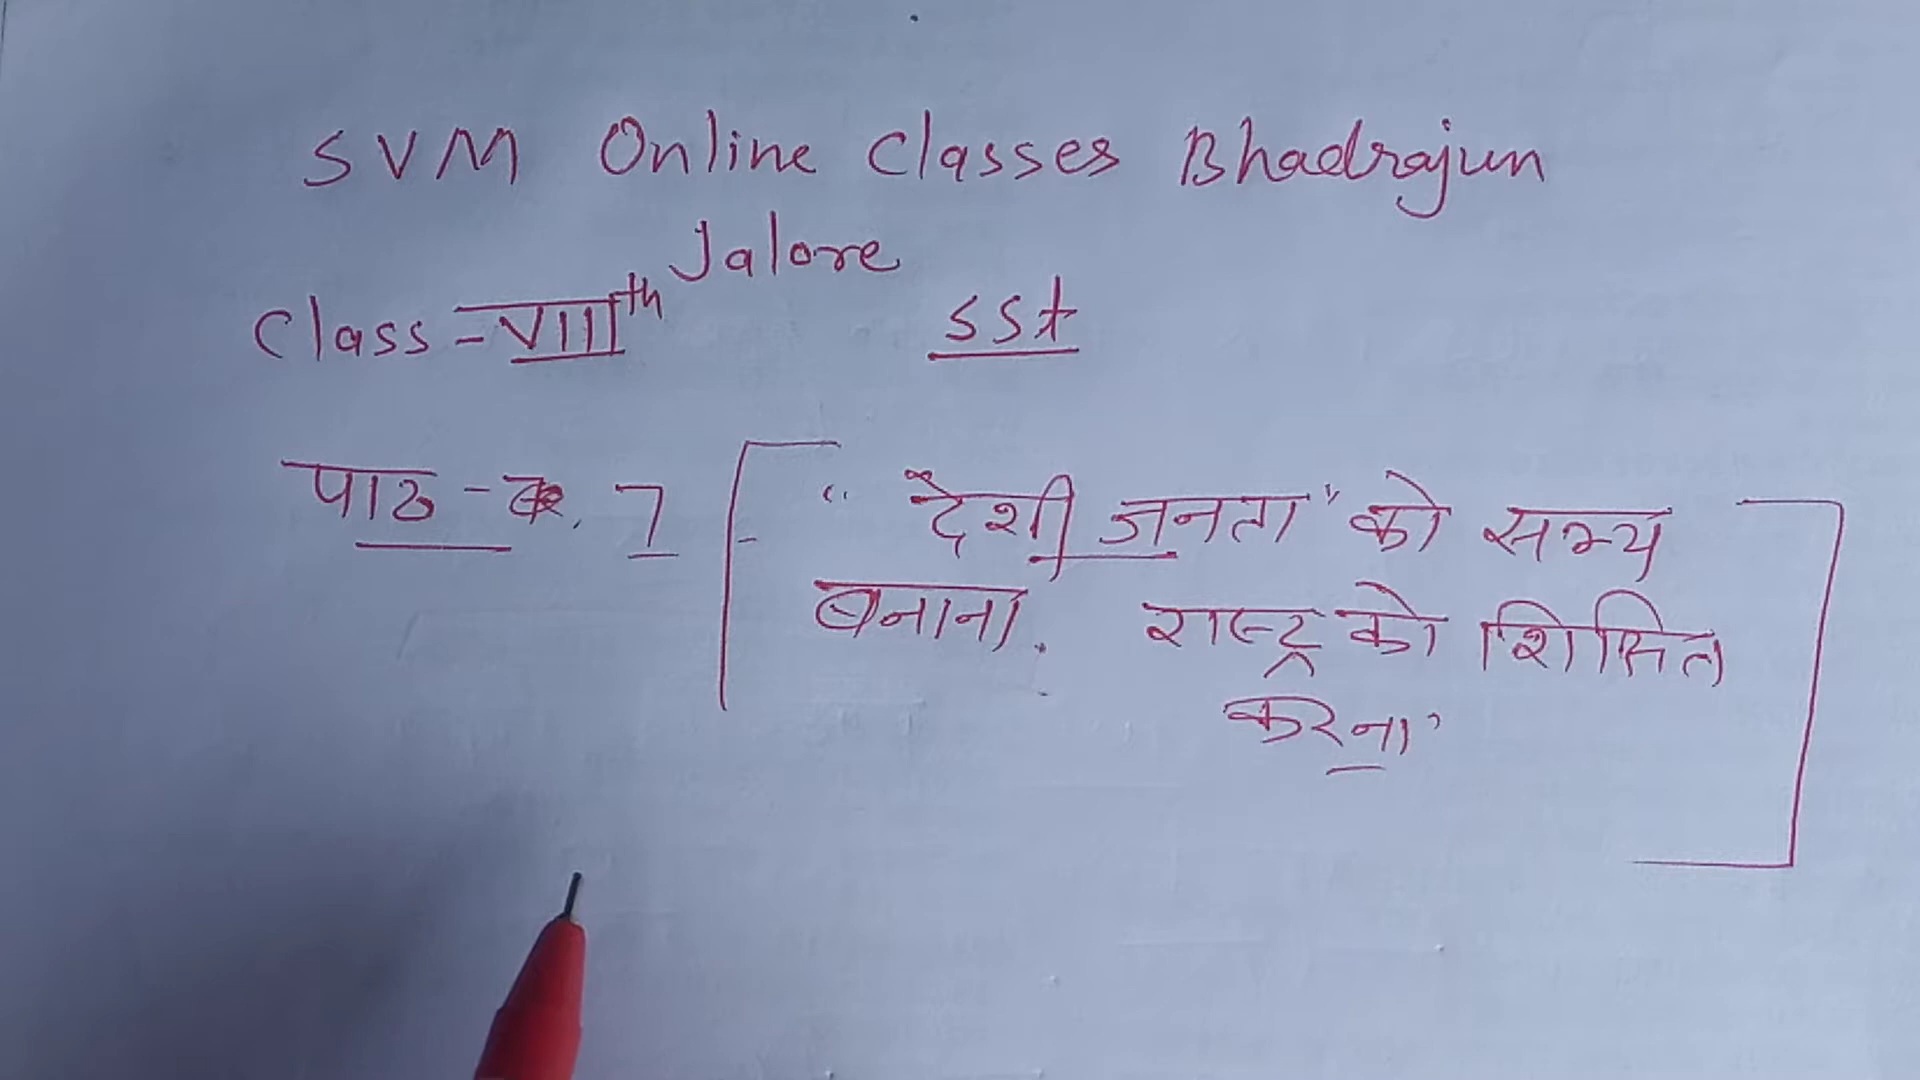 SVM Online Classes Bhadrajun
Jalore
Class - VIIIth SSt
पाठ - क्र. 7 - "देशी जनता" को सभ्य
बनाना. राष्ट्र को शिक्षित
करना"